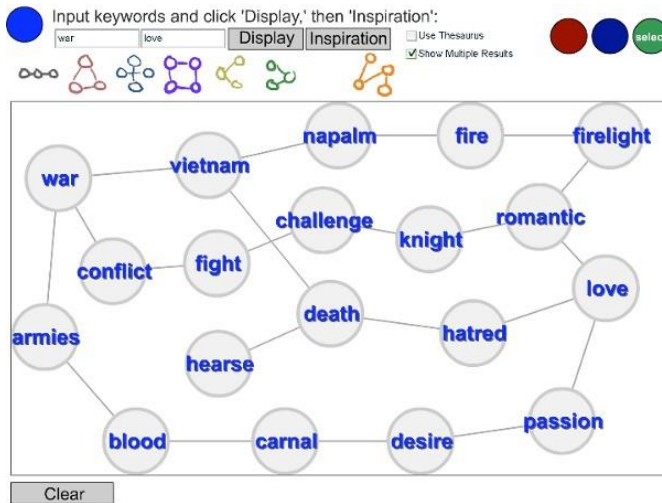 Input keywords and click 'Display,' then 'Inspiration':
war love Display Inspiration Use Thesaurus
Show Multiple Results
select
napalm fire firelight
war vietnam
challenge knight romantic
conflict fight
love
armies death hatred
hearse
passion
blood carnal desire
Clear